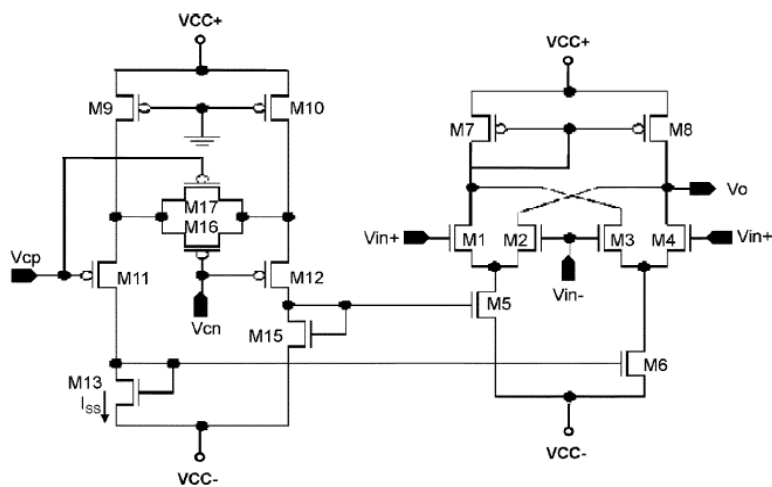 VCC+
VCC+
M9
M10
M7
M8
M17
M16
Vo
Vin+
M1
M2
M3
M4
Vin+
Vcp
M11
M12
Vin-
Vcn
M5
M15
M6
M13
ISS
VCC-
VCC-